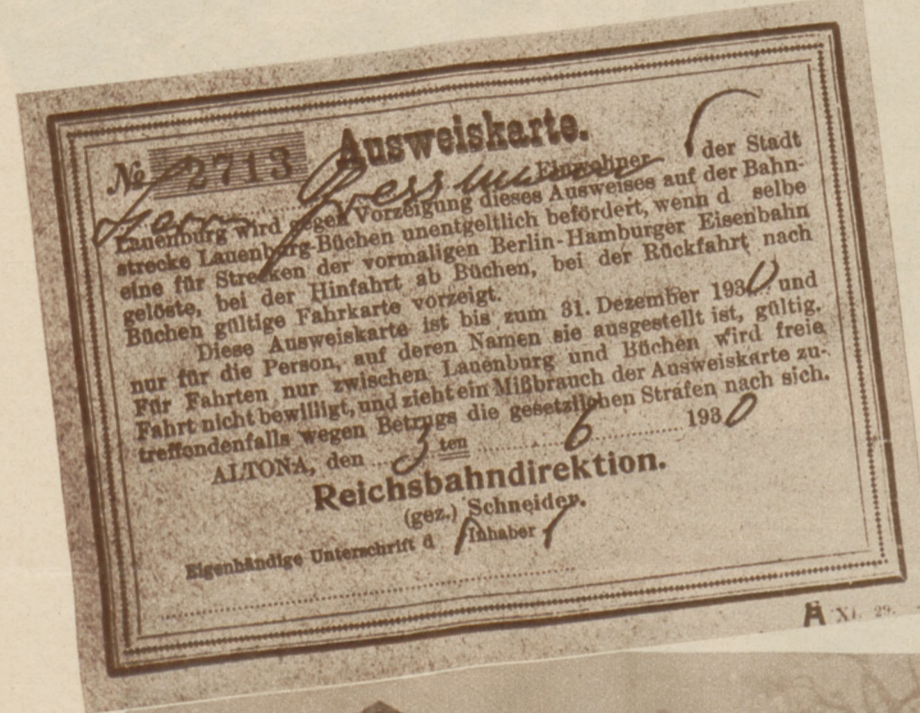 Ausweiskarte.
№ 2713
Herrn Einwohner der Stadt
Lauenburg wird gegen Vorzeigung dieses Ausweises auf der Bahn-
strecke Lauenburg-Büchen unentgeltlich befördert, wenn d selbe
eine für Strecken der vormaligen Berlin-Hamburger Eisenbahn
gelöste, bei der Hinfahrt ab Büchen, bei der Rückfahrt nach
Büchen gültige Fahrkarte vorzeigt.
Diese Ausweiskarte ist bis zum 31. Dezember 1930 und
nur für die Person, auf deren Namen sie ausgestellt ist, gültig.
Für Fahrten nur zwischen Lauenburg und Büchen wird freie
Fahrt nicht bewilligt, und zieht ein Mißbrauch der Ausweiskarte zu-
treffendenfalls wegen Betrugs die gesetzlichen Strafen nach sich.
ALTONA, den 3 ten 6 1930
Reichsbahndirektion.
(gez.) Schneider.
Eigenhändige Unterschrift d Inhaber
A XI. 29.